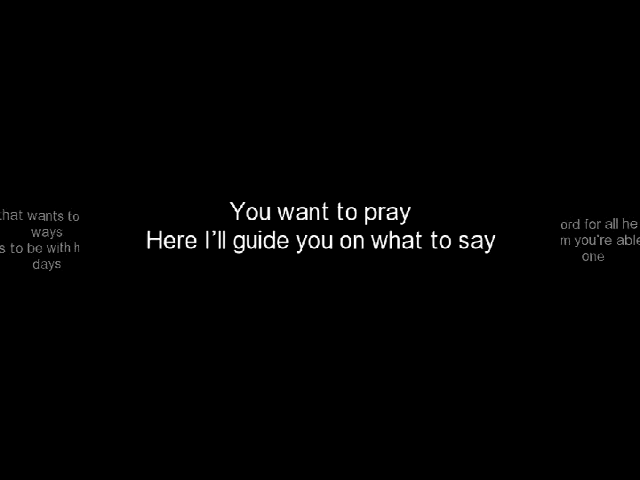 that wants to
ways
s to be with h
days
You want to pray
Here I'll guide you on what to say
ord for all he
m you're able
one